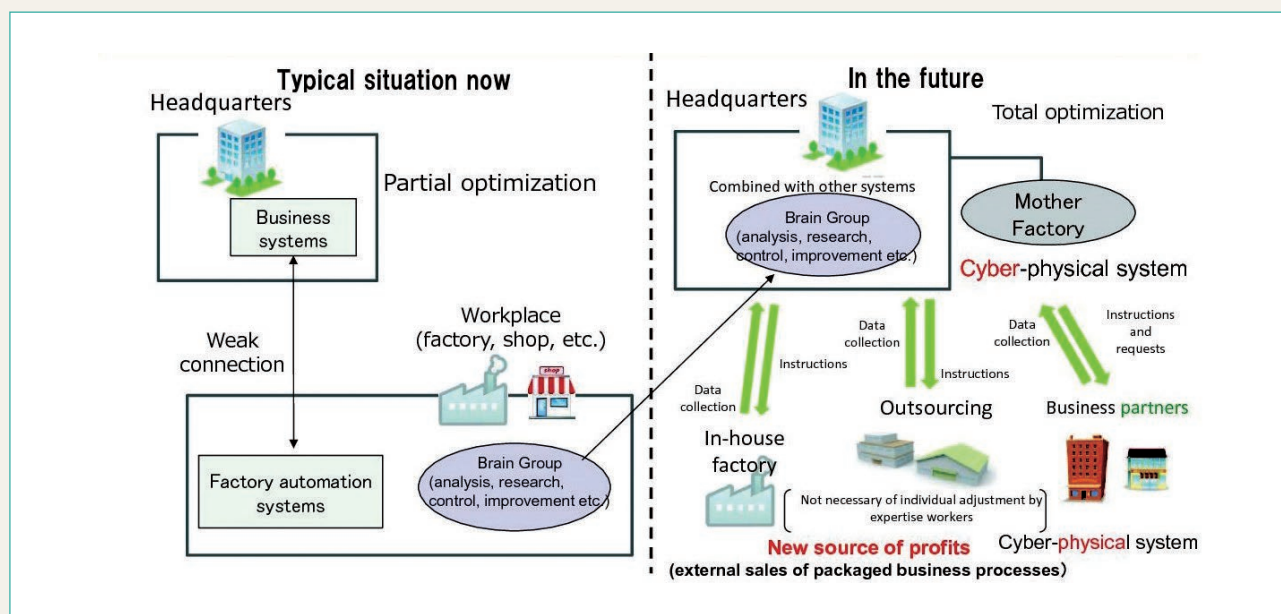 Typical situation now
Headquarters
Partial optimization
Business
systems
Weak
connection
Workplace
(factory, shop, etc.)
shop
Factory automation
systems
Brain Group
(analysis, research,
control, improvement etc.)
In the future
Headquarters
Total optimization
Combined with other systems
Brain Group
(analysis, research,
control, improvement etc.)
Mother
Factory
Cyber-physical system
Data
collection
Instructions
Data
collection
Instructions
Data
collection
Instructions
and
requests
In-house
factory
Outsourcing
Business partners
Not necessary of individual adjustment by
expertise workers
New source of profits
Cyber-physical system
(external sales of packaged business processes)